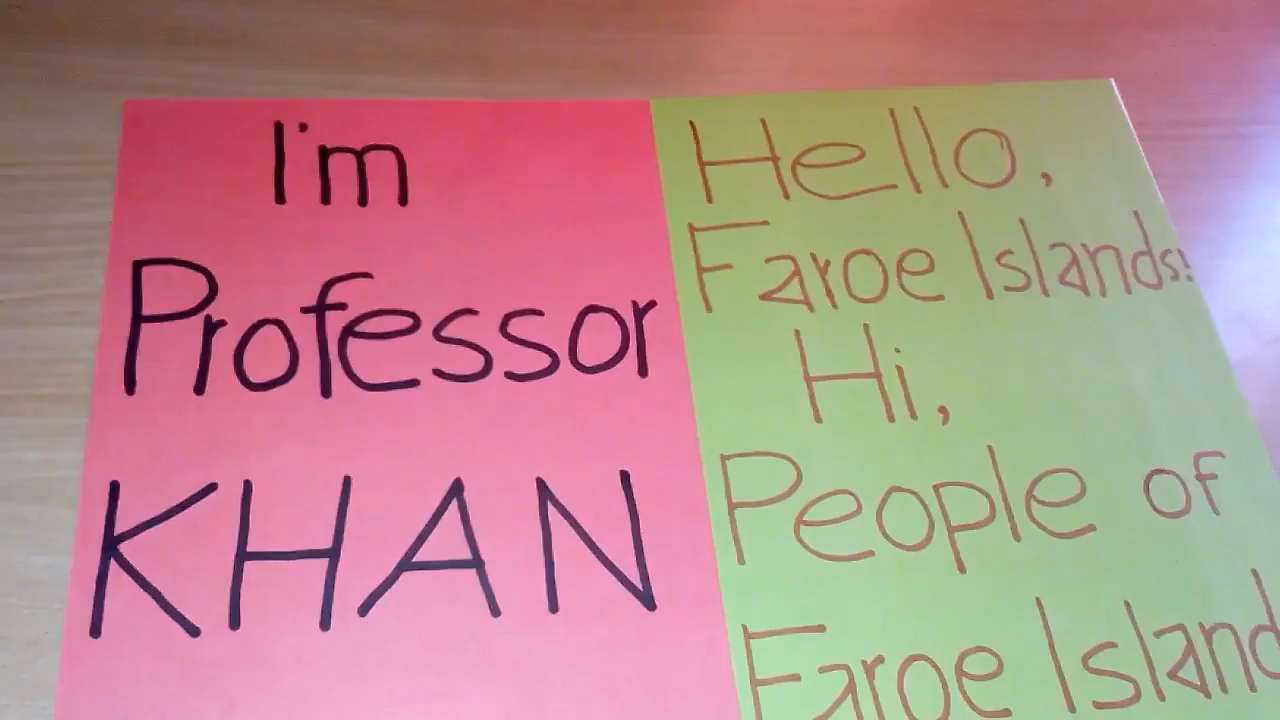 I'm
Professor
KHAN
Hello,
Faroe Islands!
Hi,
People of
Faroe Island